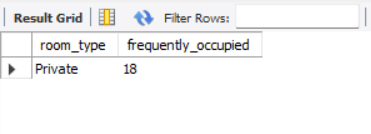 Result Grid Filter Rows:
room_type frequently_occupied
Private 18